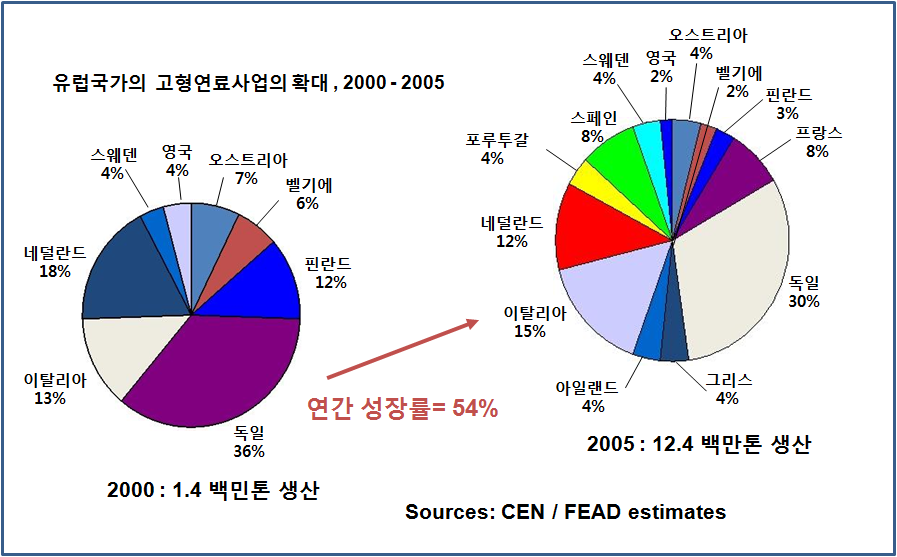 유럽국가의 고형연료사업의 확대, 2000 - 2005
스웨덴
4%
영국
4%
오스트리아
7%
벨기에
6%
핀란드
12%
독일
36%
이탈리아
13%
네덜란드
18%
2000 : 1.4 백민톤 생산
연간 성장률= 54%
스웨덴
4%
영국
2%
오스트리아
4%
벨기에
2%
핀란드
3%
프랑스
8%
독일
30%
그리스
4%
아일랜드
4%
이탈리아
15%
네덜란드
12%
포루투갈
4%
스페인
8%
2005 : 12.4 백만톤 생산
Sources: CEN / FEAD estimates